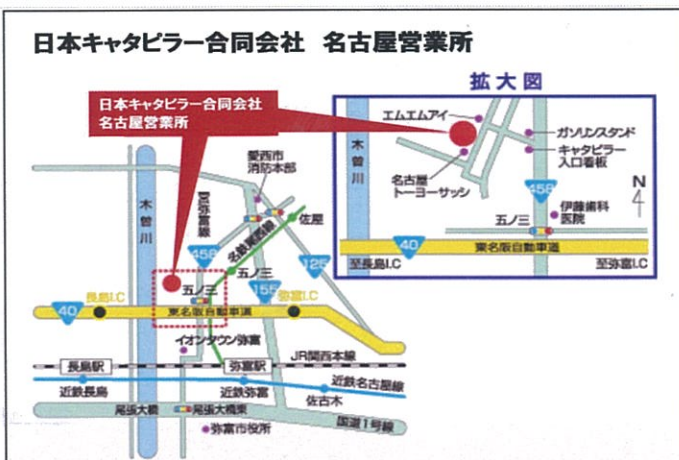 日本キャタピラー合同会社 名古屋営業所
日本キャタピラー合同会社
名古屋営業所
拡大図
エムエムアイ
木曽川
名古屋
トーヨーサッシ
ガソリンスタンド
キャタピラー
入口看板
458
N
伊藤歯科
医院
五ノ三
40
東名阪自動車道
至長島I.C
至弥富I.C
愛西市
消防本部
木曽川
458
名鉄尾西線
佐屋
五ノ三
125
155
五ノ三
長島I.C
弥富I.C
40
東名阪自動車道
イオンタウン弥富
JR関西本線
長島駅
弥富駅
近鉄名古屋線
近鉄長島
近鉄弥富
佐古木
尾張大橋
尾張大橋東
国道1号線
弥富市役所